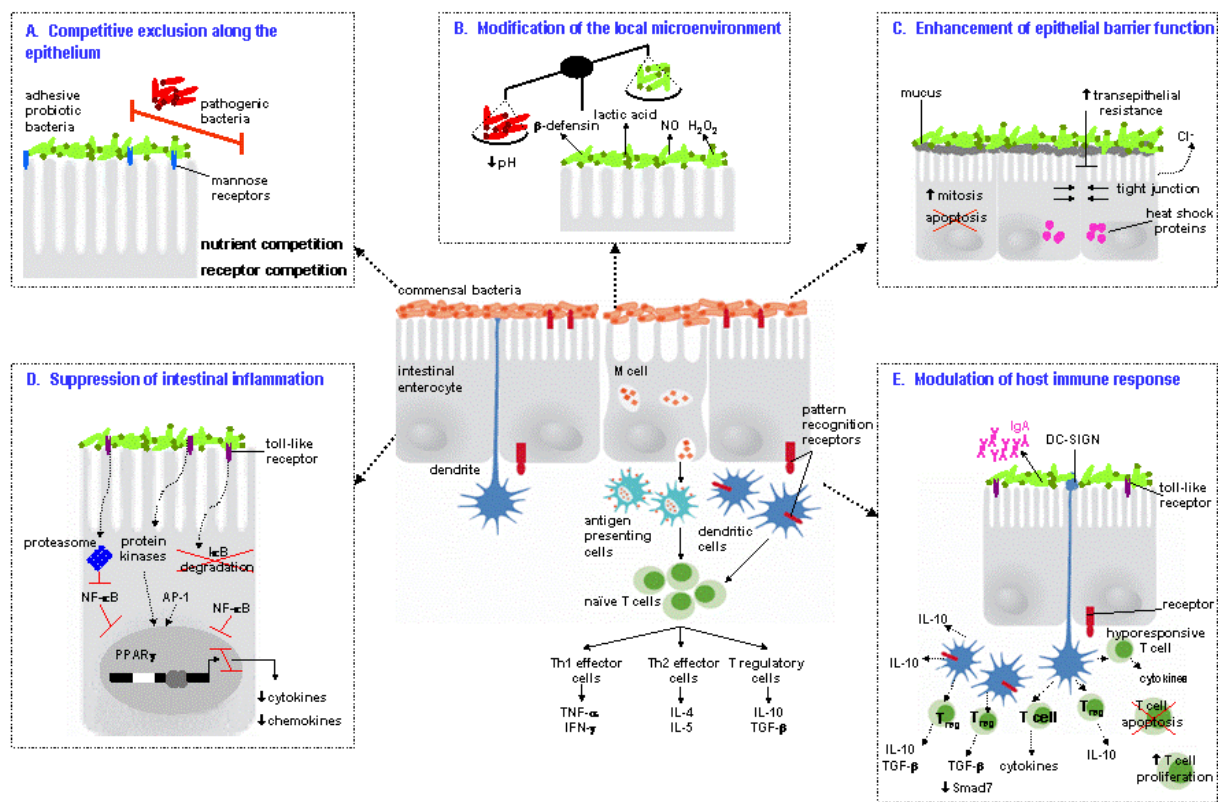 A. Competitive exclusion along the
epithelium
adhesive
probiotic
bacteria
pathogenic
bacteria
mannose
receptors
nutrient competition
receptor competition
B. Modification of the local microenvironment
β-defensin
lactic acid
NO
H₂O₂
↓pH
C. Enhancement of epithelial barrier function
mucus
↑ transepithelial
resistance
Cl-
↑ mitosis
apoptosis
tight junction
heat shock
proteins
commensal bacteria
intestinal
enterocyte
M cell
pattern
recognition
receptors
dendrite
antigen
presenting
cells
dendritic
cells
naïve T cells
Th1 effector
cells
Th2 effector
cells
T regulatory
cells
TNF-α
IFN-γ
IL-4
IL-5
IL-10
TGF-β
D. Suppression of intestinal inflammation
toll-like
receptor
proteasome
protein
kinases
IκB
degradation
NF-κB
AP-1
NF-κB
PPARγ
↓cytokines
↓chemokines
E. Modulation of host immune response
IgA
DC-SIGN
toll-like
receptor
receptor
IL-10
hyporesponsive
T cell
IL-10
cytokines
Treg
Treg
T cell
Treg
T cell
apoptosis
IL-10
TGF-β
TGF-β
cytokines
IL-10
↓ Smad7
↑ T cell
proliferation